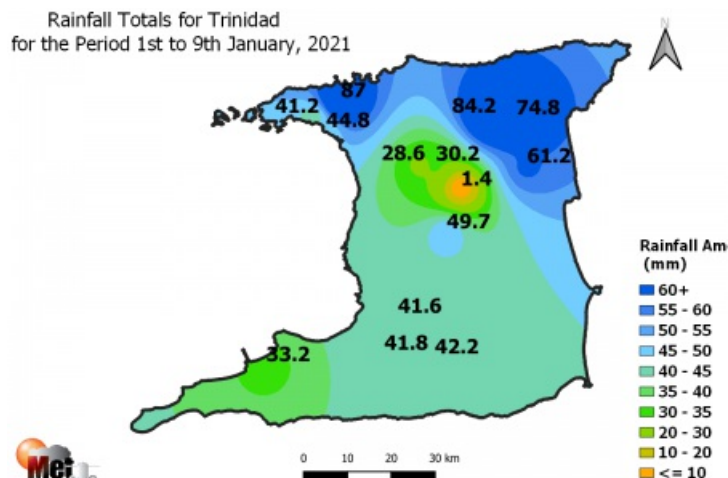 Rainfall Totals for Trinidad
for the Period 1st to 9th January, 2021
N
87
41.2
44.8
84.2
74.8
28.6
30.2
61.2
1.4
49.7
41.6
41.8
42.2
33.2
Rainfall Am
(mm)
60+
55 - 60
50 - 55
45 - 50
40 - 45
35 - 40
30 - 35
20 - 30
10 - 20
<= 10
0 10 20 30 km
Met